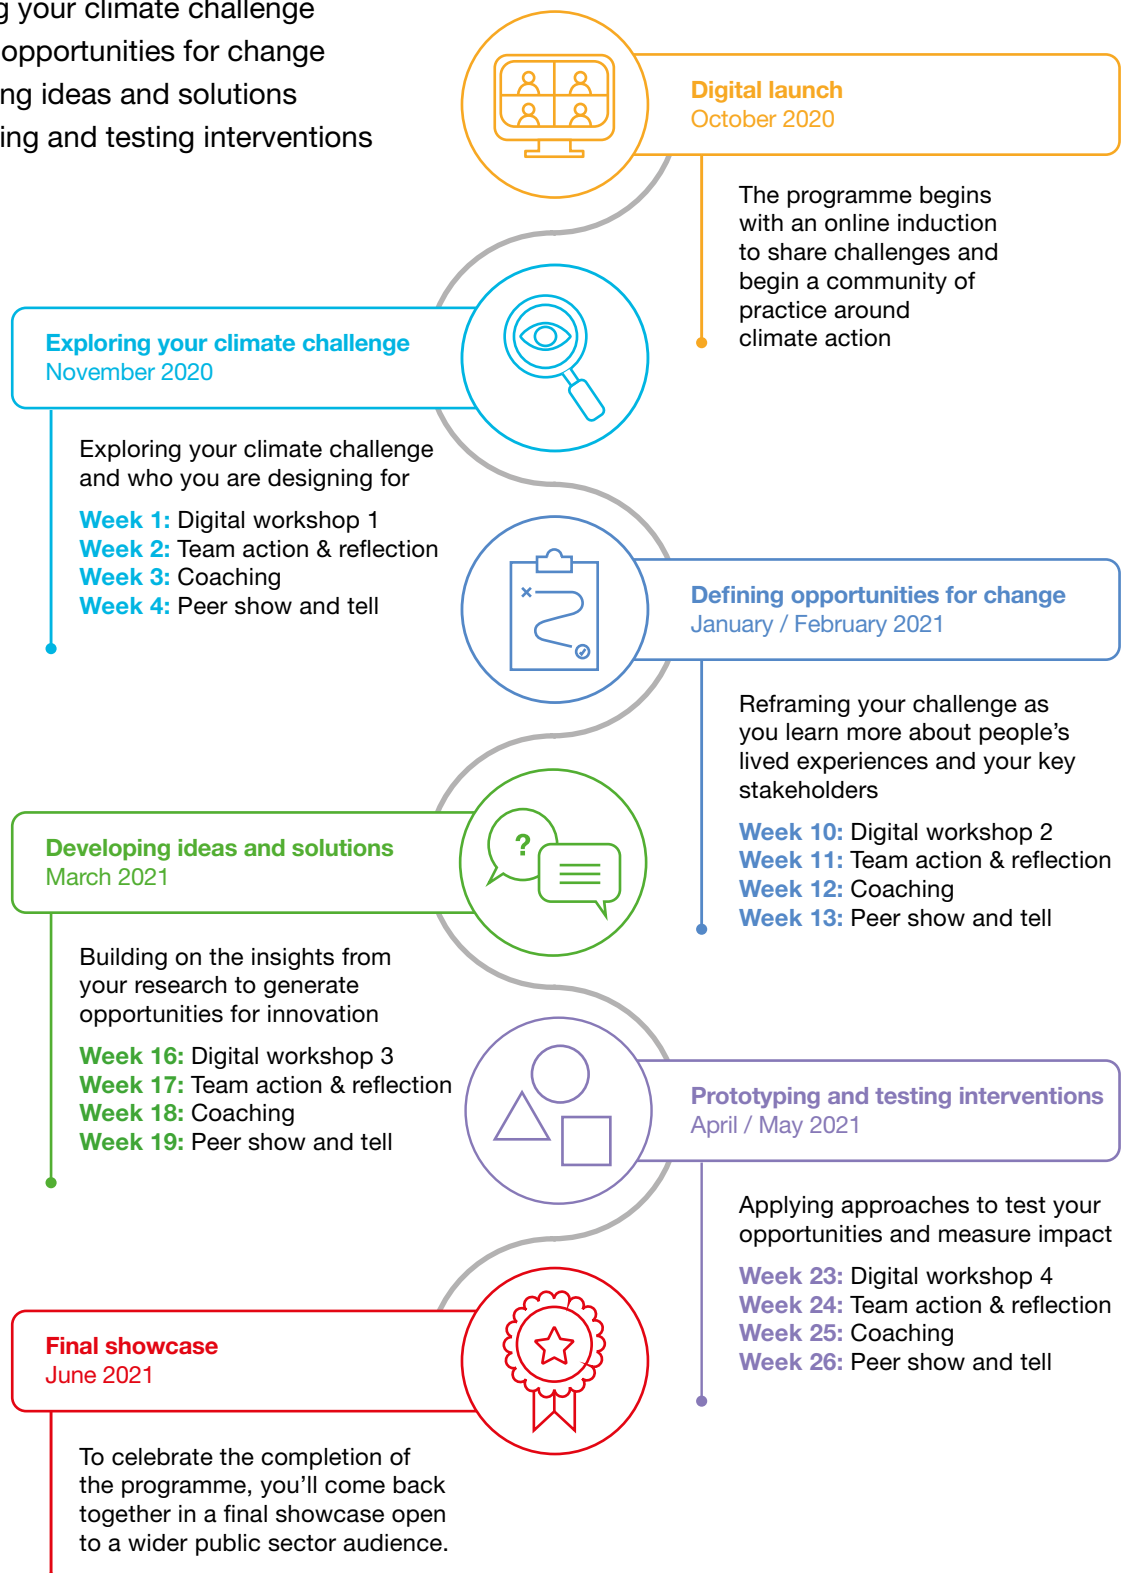 g your climate challenge
opportunities for change
ng ideas and solutions
ing and testing interventions
Digital launch
October 2020
The programme begins
with an online induction
to share challenges and
begin a community of
practice around
climate action
Exploring your climate challenge
November 2020
Exploring your climate challenge
and who you are designing for
Week 1: Digital workshop 1
Week 2: Team action & reflection
Week 3: Coaching
Week 4: Peer show and tell
Defining opportunities for change
January / February 2021
Reframing your challenge as
you learn more about people’s
lived experiences and your key
stakeholders
Week 10: Digital workshop 2
Week 11: Team action & reflection
Week 12: Coaching
Week 13: Peer show and tell
?
Developing ideas and solutions
March 2021
Building on the insights from
your research to generate
opportunities for innovation
Week 16: Digital workshop 3
Week 17: Team action & reflection
Week 18: Coaching
Week 19: Peer show and tell
Prototyping and testing interventions
April / May 2021
Applying approaches to test your
opportunities and measure impact
Week 23: Digital workshop 4
Week 24: Team action & reflection
Week 25: Coaching
Week 26: Peer show and tell
Final showcase
June 2021
To celebrate the completion of
the programme, you’ll come back
together in a final showcase open
to a wider public sector audience.